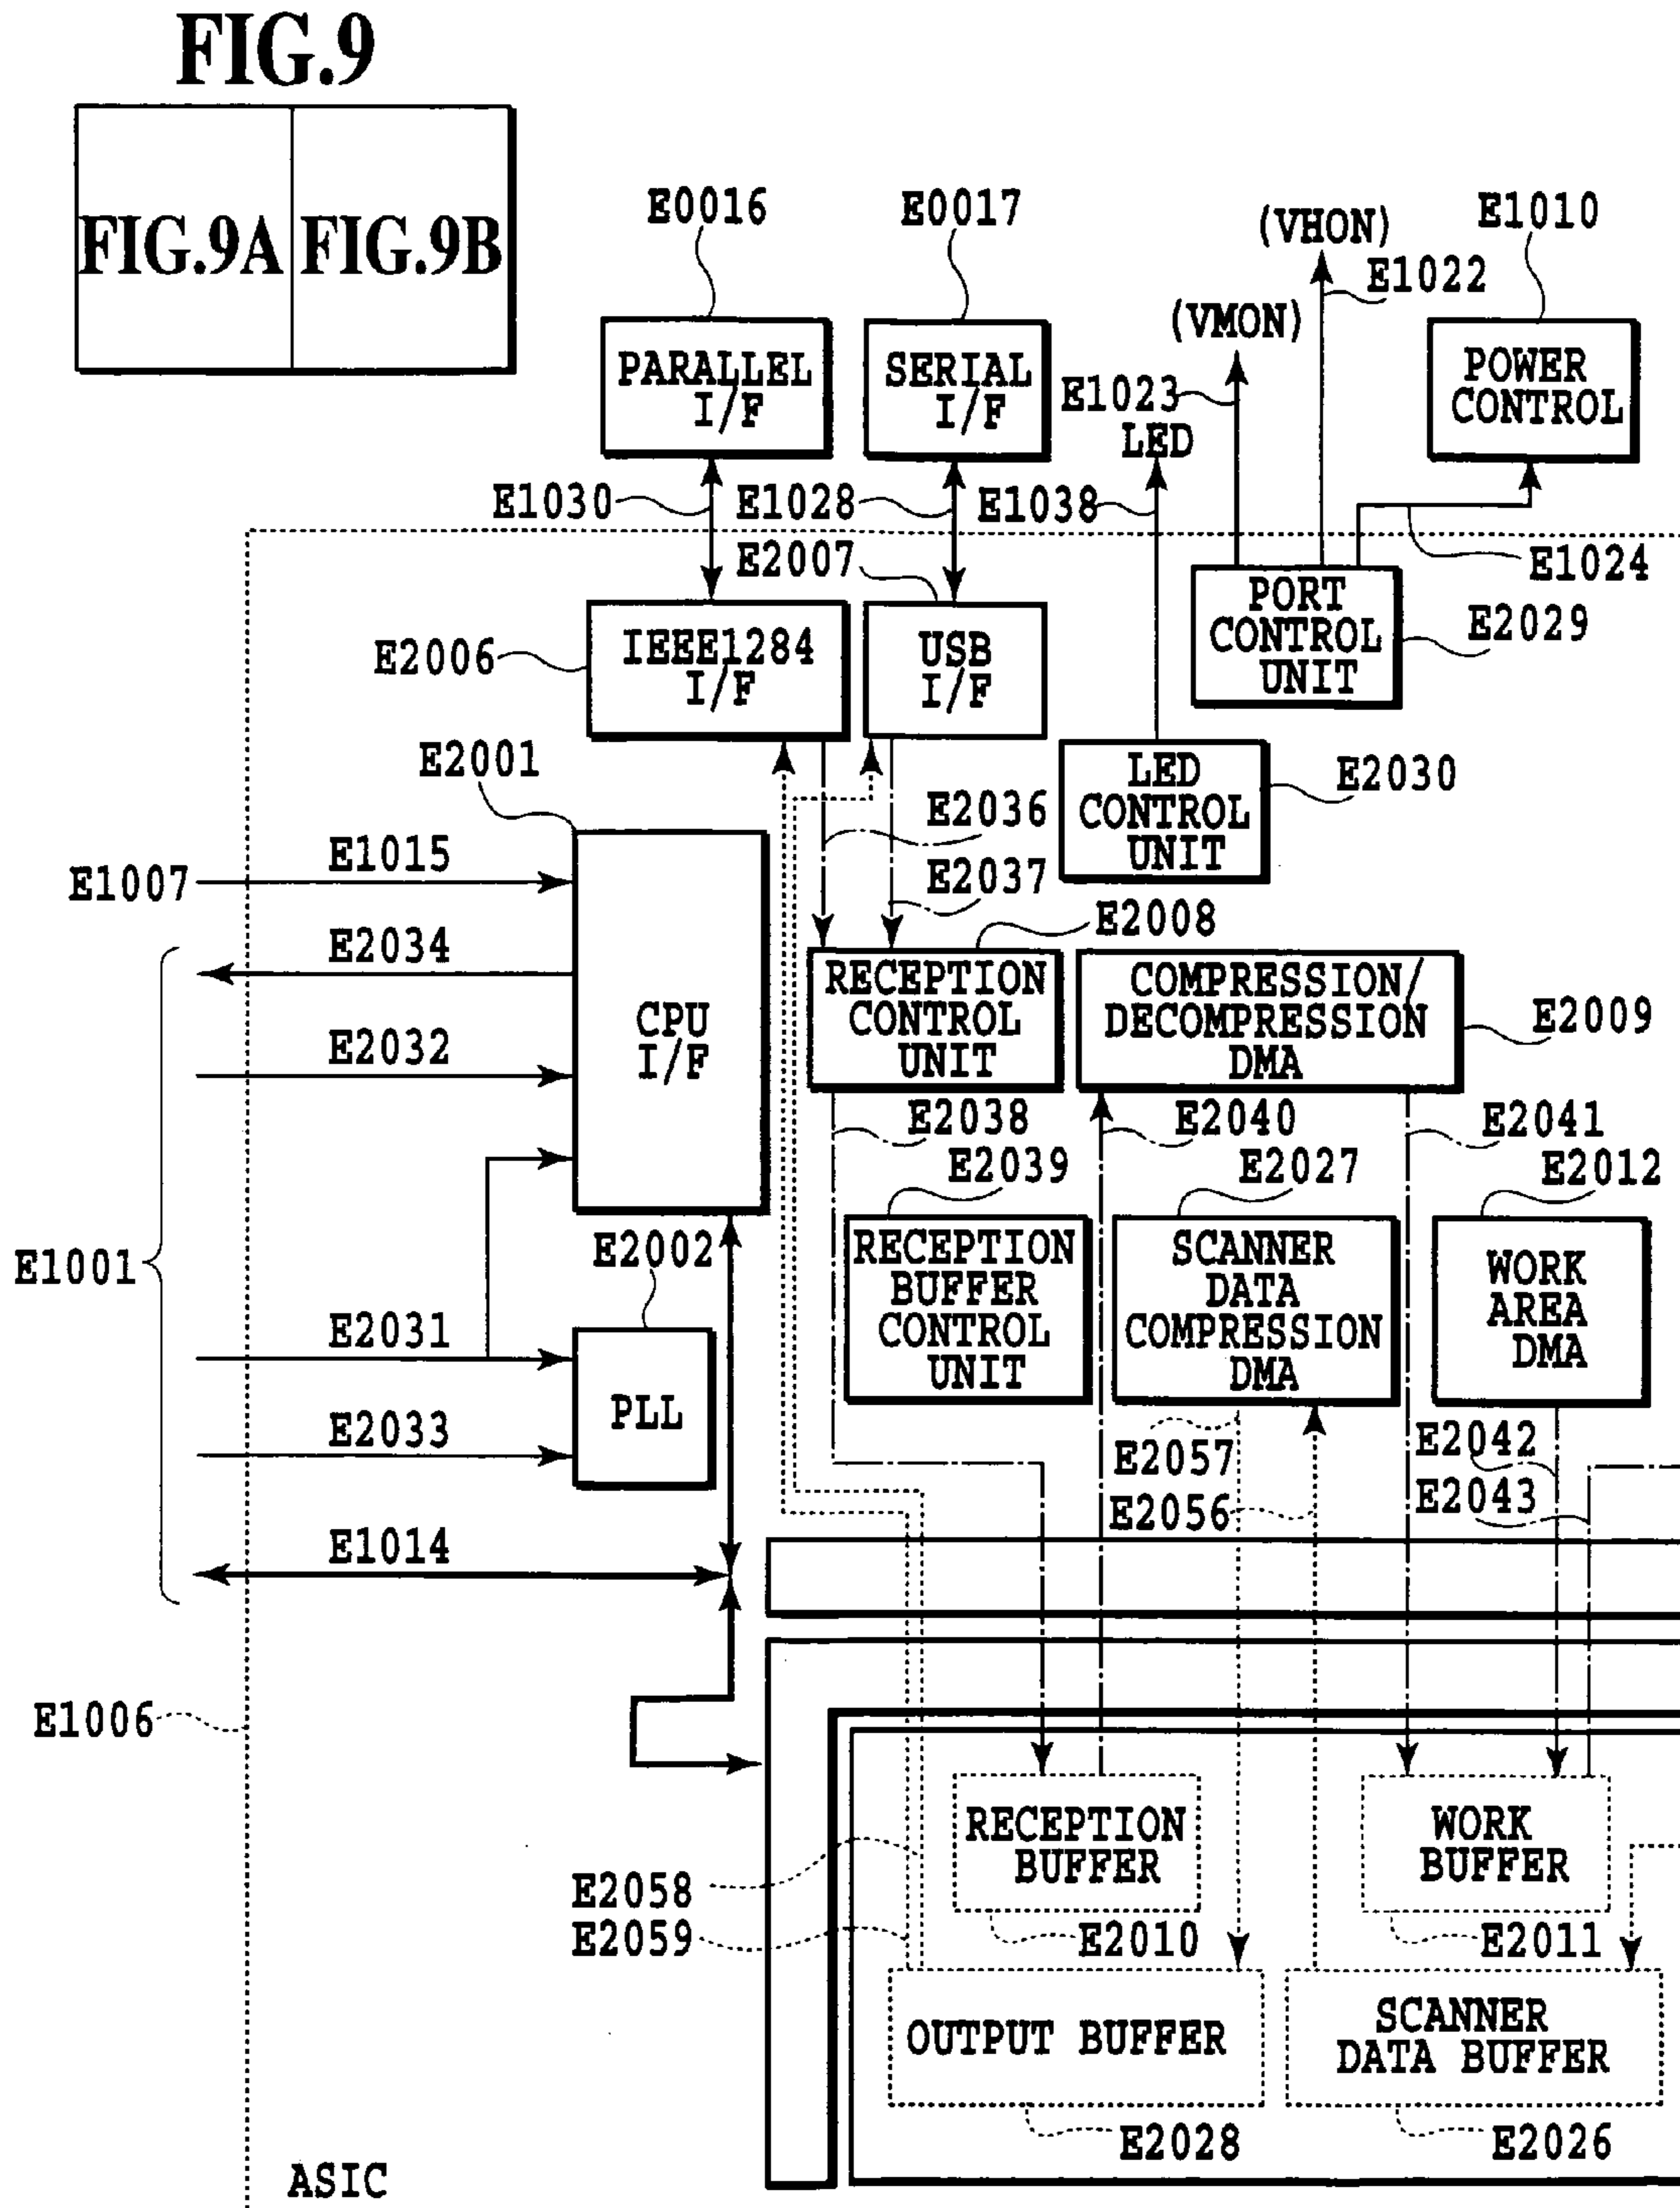 FIG.9
FIG.9A
FIG.9B
E0016
E0017
(VHON)
E1010
E1022
(VMON)
PARALLEL
I/F
SERIAL
I/F
E1023
LED
POWER
CONTROL
E1030
E1028
E1038
E2007
E1024
E2006
IEEE1284
I/F
USB
I/F
PORT
CONTROL
UNIT
E2029
E2001
LED
CONTROL
UNIT
E2030
E2036
E1007
E1015
E2037
E2034
E2008
RECEPTION
CONTROL
UNIT
COMPRESSION/
DECOMPRESSION
DMA
E2009
CPU
I/F
E2032
E2038
E2040
E2041
E2039
E2027
E2012
E1001
E2002
RECEPTION
BUFFER
CONTROL
UNIT
SCANNER
DATA
COMPRESSION
DMA
WORK
AREA
DMA
E2031
PLL
E2033
E2057
E2042
E2056
E2043
E1014
E1006
RECEPTION
BUFFER
WORK
BUFFER
E2058
E2059
E2010
E2011
OUTPUT BUFFER
SCANNER
DATA BUFFER
E2028
E2026
ASIC